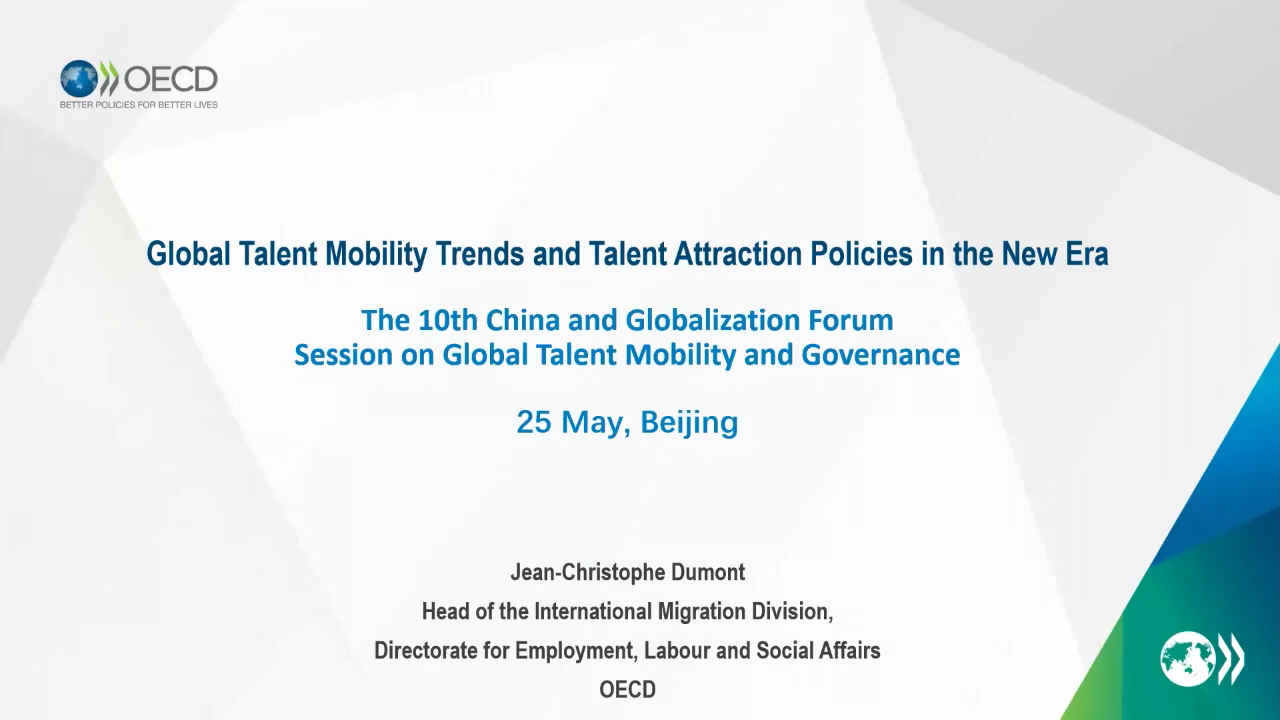 OECD
BETTER POLICIES FOR BETTER LIVES
Global Talent Mobility Trends and Talent Attraction Policies in the New Era
The 10th China and Globalization Forum
Session on Global Talent Mobility and Governance
25 May, Beijing
Jean-Christophe Dumont
Head of the International Migration Division,
Directorate for Employment, Labour and Social Affairs
OECD